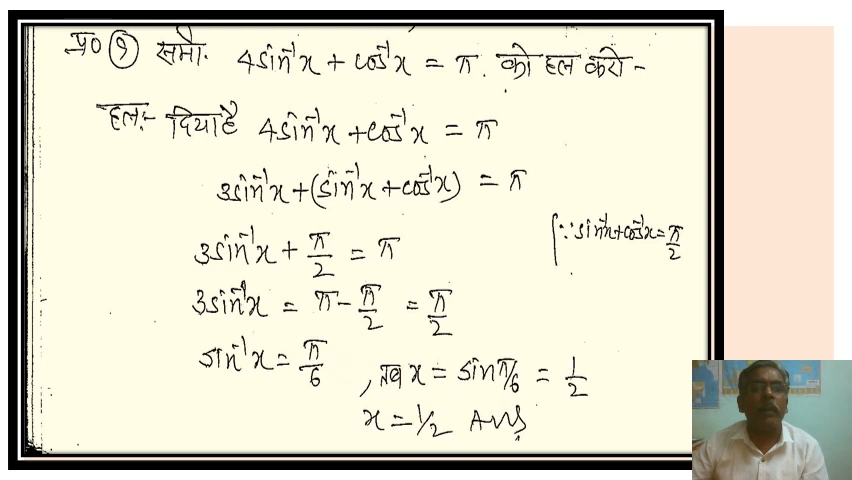 प्र० ① समी. 4sin⁻¹x + cos⁻¹x = π. को हल करो -
हल:- दिया है 4sin⁻¹x + cos⁻¹x = π
3sin⁻¹x + (sin⁻¹x + cos⁻¹x) = π
3sin⁻¹x + π/2 = π
[∵ sin⁻¹x + cos⁻¹x = π/2
3sin⁻¹x = π - π/2 = π/2
sin⁻¹x = π/6
, तब x = sin π/6 = 1/2
x = 1/2 Ans